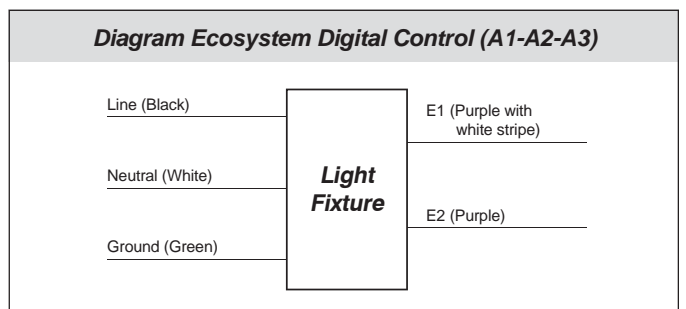 Diagram Ecosystem Digital Control (A1-A2-A3)
Line (Black)
Neutral (White)
Ground (Green)
Light
Fixture
E1 (Purple with
white stripe)
E2 (Purple)